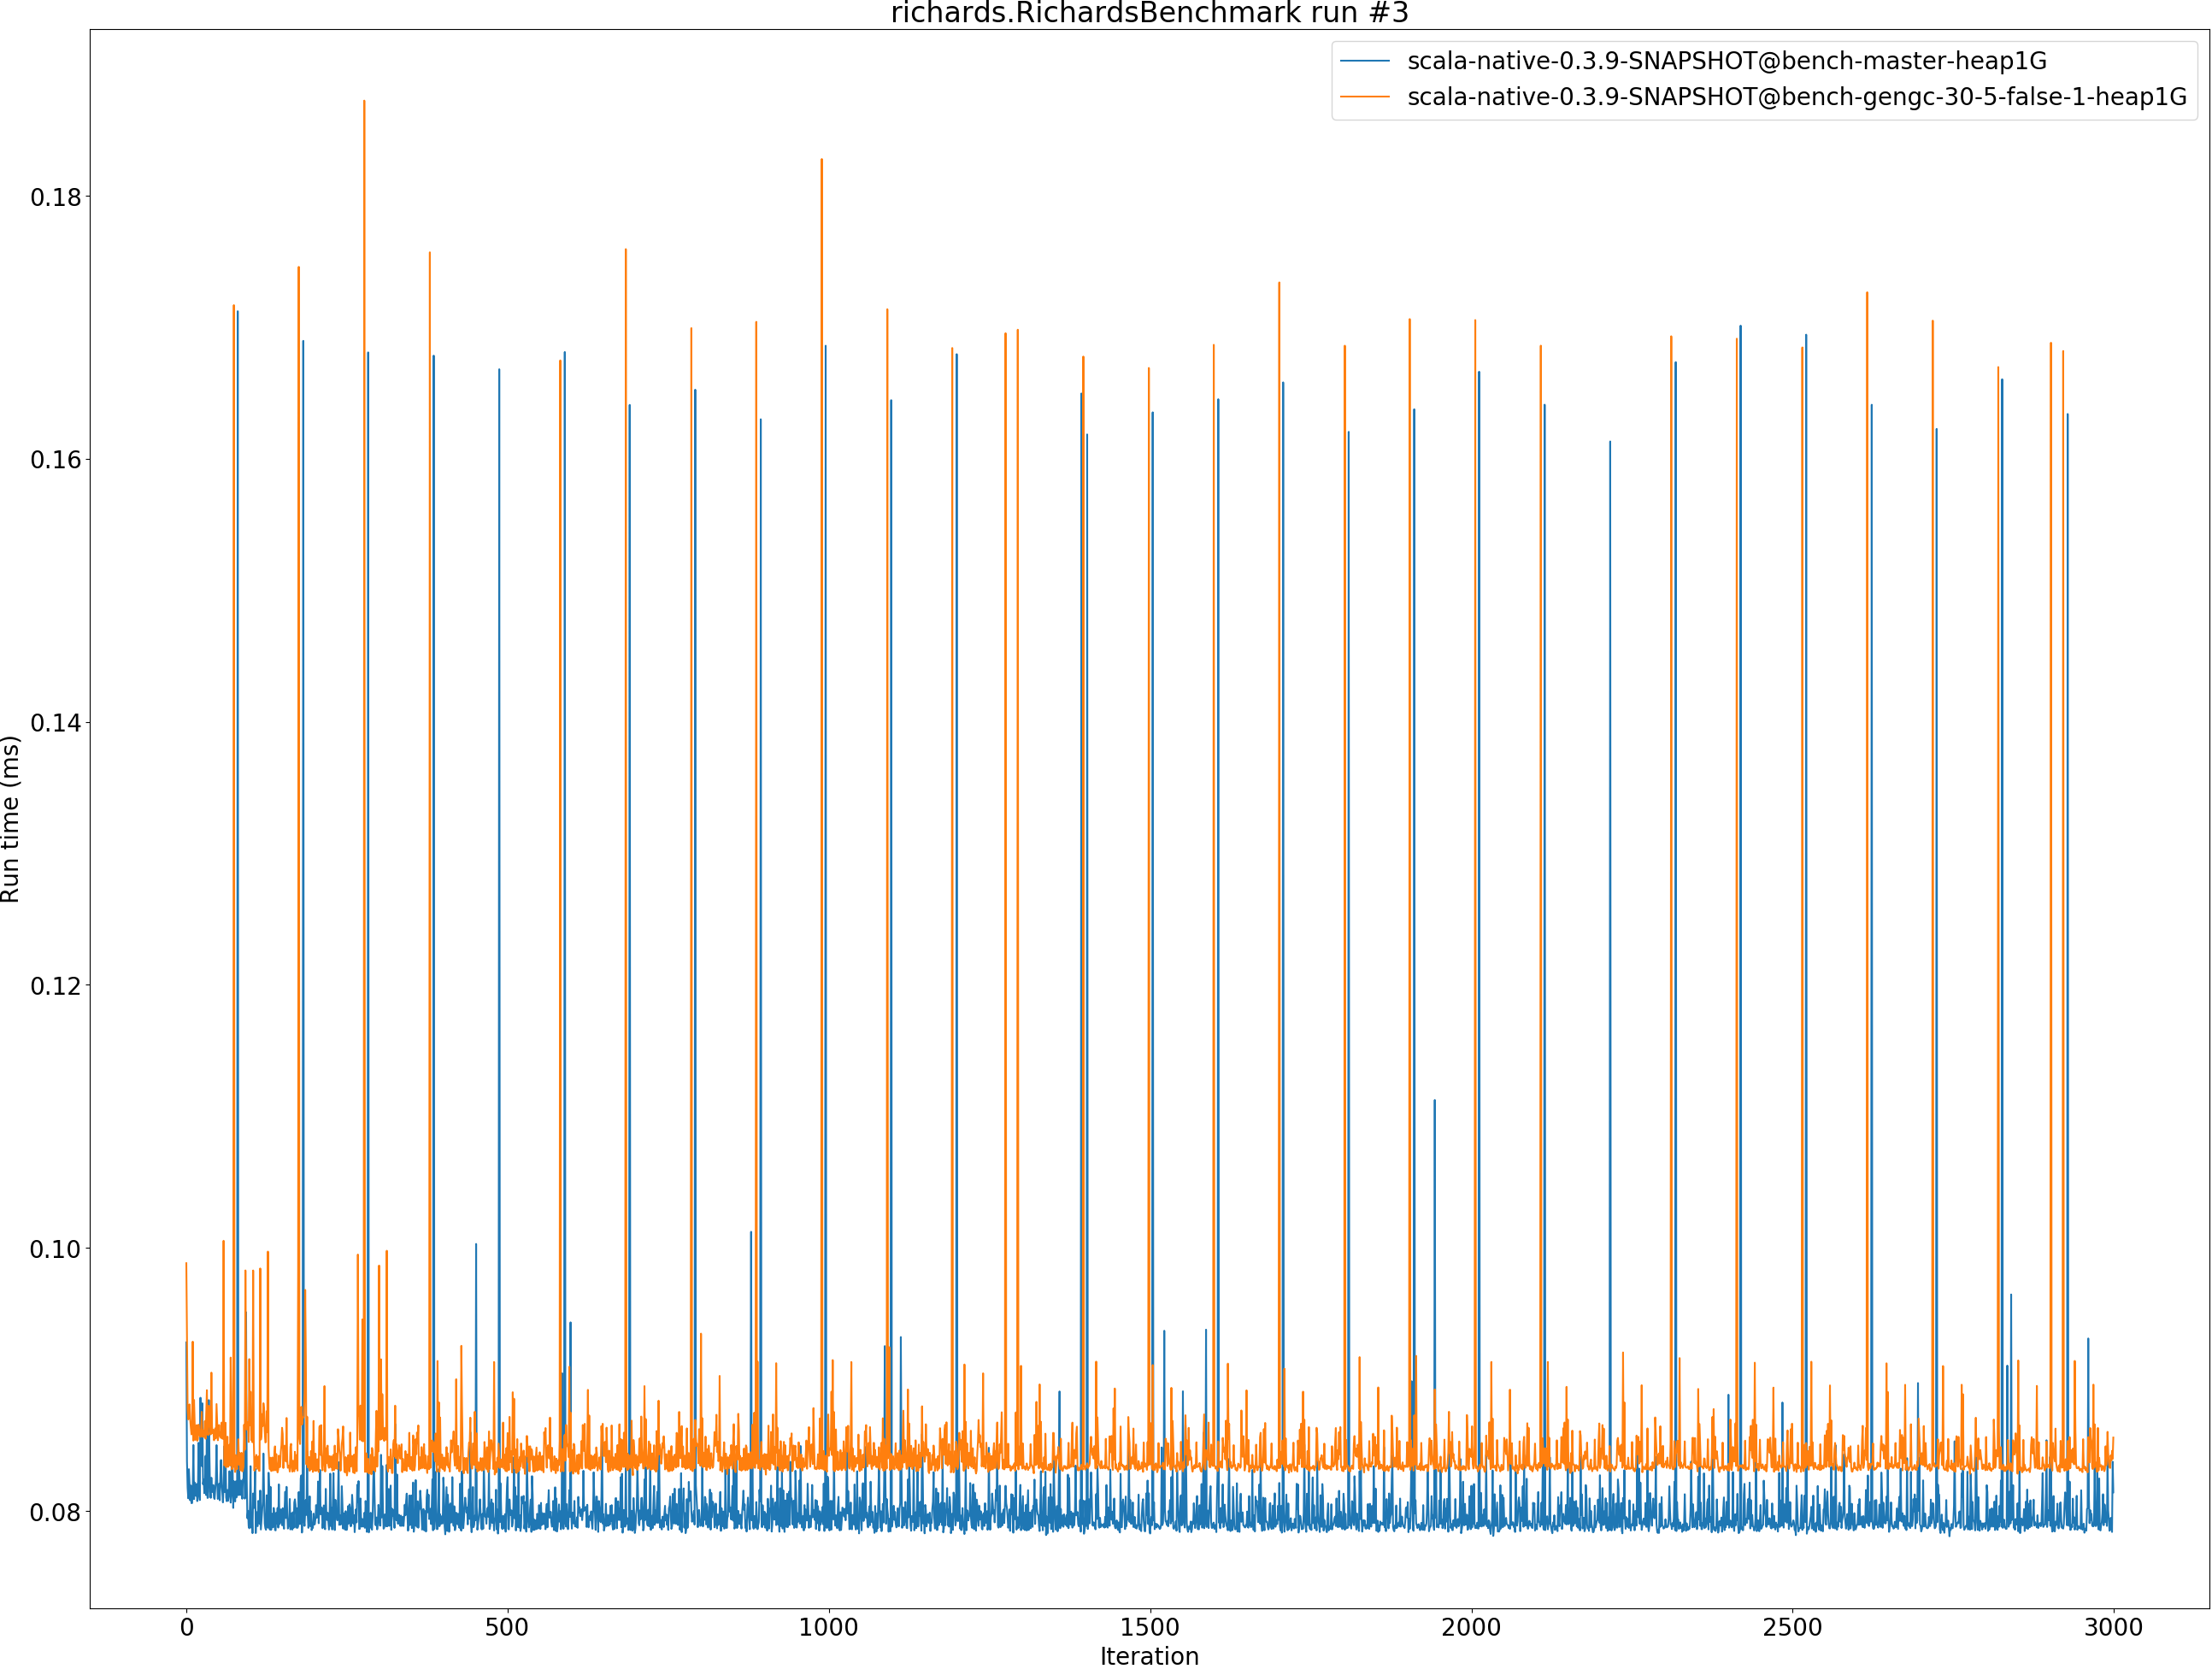 richards.RichardsBenchmark run #3
scala-native-0.3.9-SNAPSHOT@bench-master-heap1G
scala-native-0.3.9-SNAPSHOT@bench-gengc-30-5-false-1-heap1G
0.18
0.16
0.14
0.12
0.10
0.08
Run time (ms)
0 500 1000 1500 2000 2500 3000
Iteration